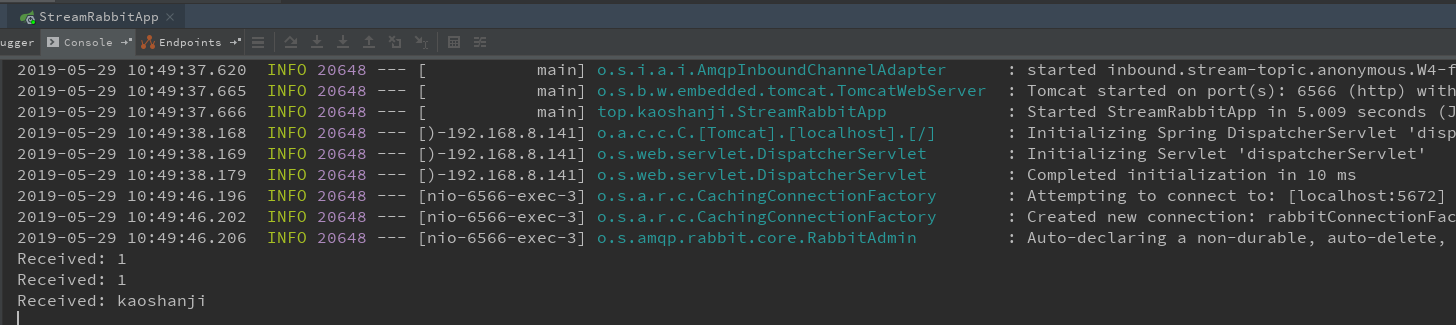 StreamRabbitApp ×
ugger Console Endpoints
2019-05-29 10:49:37.620  INFO 20648 --- [           main] o.s.i.a.i.AmqpInboundChannelAdapter      : started inbound.stream-topic.anonymous.W4-f
2019-05-29 10:49:37.665  INFO 20648 --- [           main] o.s.b.w.embedded.tomcat.TomcatWebServer  : Tomcat started on port(s): 6566 (http) with
2019-05-29 10:49:37.666  INFO 20648 --- [           main] top.kaoshanji.StreamRabbitApp            : Started StreamRabbitApp in 5.009 seconds (J
2019-05-29 10:49:38.168  INFO 20648 --- [)-192.168.8.141] o.a.c.c.C.[Tomcat].[localhost].[/]       : Initializing Spring DispatcherServlet 'disp
2019-05-29 10:49:38.169  INFO 20648 --- [)-192.168.8.141] o.s.web.servlet.DispatcherServlet        : Initializing Servlet 'dispatcherServlet'
2019-05-29 10:49:38.179  INFO 20648 --- [)-192.168.8.141] o.s.web.servlet.DispatcherServlet        : Completed initialization in 10 ms
2019-05-29 10:49:46.196  INFO 20648 --- [nio-6566-exec-3] o.s.a.r.c.CachingConnectionFactory       : Attempting to connect to: [localhost:5672]
2019-05-29 10:49:46.202  INFO 20648 --- [nio-6566-exec-3] o.s.a.r.c.CachingConnectionFactory       : Created new connection: rabbitConnectionFac
2019-05-29 10:49:46.206  INFO 20648 --- [nio-6566-exec-3] o.s.amqp.rabbit.core.RabbitAdmin         : Auto-declaring a non-durable, auto-delete,
Received: 1
Received: 1
Received: kaoshanji